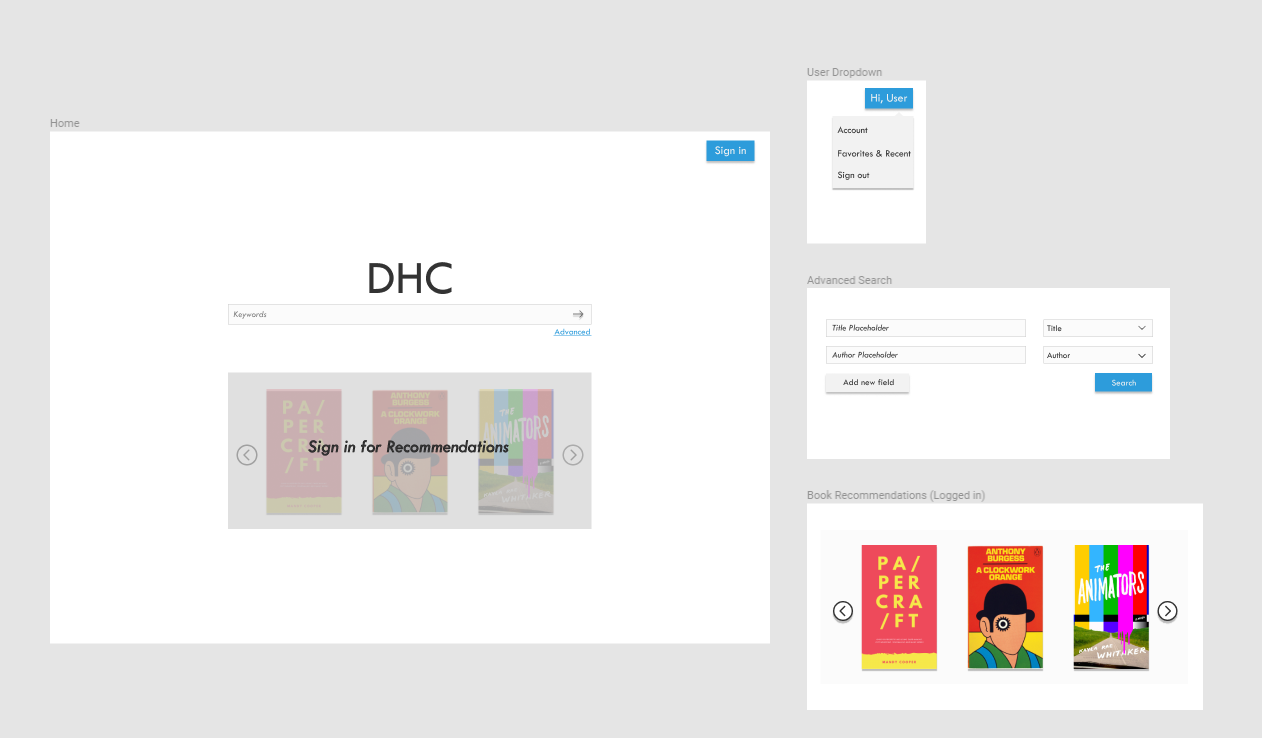 Home
Sign in
DHC
Keywords
Advanced
PA/
PER
CRA
/FT
ANTHONY
BURGESS
A CLOCKWORK
ORANGE
THE
ANIMATORS
WHITAKER
Sign in for Recommendations
User Dropdown
Hi, User
Account
Favorites & Recent
Sign out
Advanced Search
Title Placeholder
Title
Author Placeholder
Author
Add new field
Search
Book Recommendations (Logged in)
PA/
PER
CRA
/FT
ANTHONY
BURGESS
A CLOCKWORK
ORANGE
THE
ANIMATORS
KAYLA RAE
WHITAKER